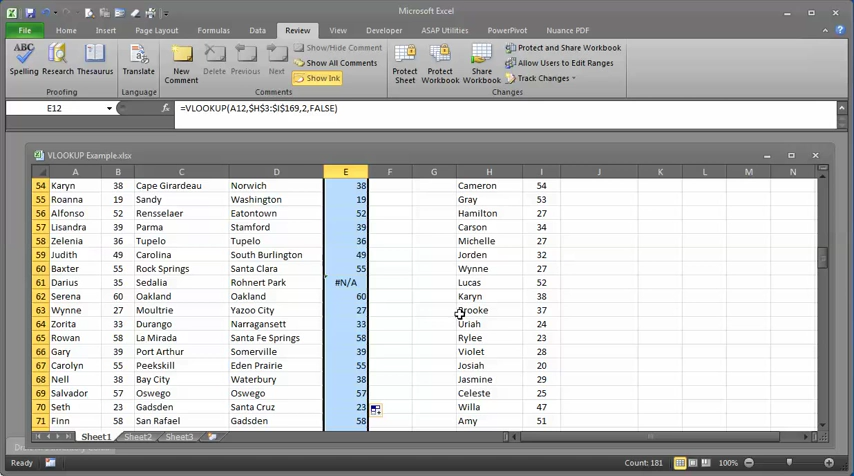 Microsoft Excel
File Home Insert Page Layout Formulas Data Review View Developer ASAP Utilities PowerPivot Nuance PDF
ABC
Spelling Research Thesaurus Translate New Comment Delete Previous Next Show/Hide Comment Show All Comments Show Ink Protect Sheet Protect Workbook Share Workbook Protect and Share Workbook Allow Users to Edit Ranges Track Changes
Proofing Language Comments Changes
E12 fx =VLOOKUP(A12,$H$3:$I$169,2,FALSE)
VLOOKUP Example.xlsx
A B C D E F G H I J K L M N
54 Karyn 38 Cape Girardeau Norwich 38 Cameron 54
55 Roanna 19 Sandy Washington 19 Gray 53
56 Alfonso 52 Rensselaer Eatontown 52 Hamilton 27
57 Lisandra 39 Parma Stamford 39 Carson 34
58 Zelenia 36 Tupelo Tupelo 36 Michelle 27
59 Judith 49 Carolina South Burlington 49 Jorden 32
60 Baxter 55 Rock Springs Santa Clara 55 Wynne 27
61 Darius 35 Sedalia Rohnert Park #N/A Lucas 52
62 Serena 60 Oakland Oakland 60 Karyn 38
63 Wynne 27 Moultrie Yazoo City 27 Brooke 37
64 Zorita 33 Durango Narragansett 33 Uriah 24
65 Rowan 58 La Mirada Santa Fe Springs 58 Rylee 23
66 Gary 39 Port Arthur Somerville 39 Violet 28
67 Carolyn 55 Peekskill Eden Prairie 55 Josiah 20
68 Nell 38 Bay City Waterbury 38 Jasmine 29
69 Salvador 57 Oswego Oswego 57 Celeste 25
70 Seth 23 Gadsden Santa Cruz 23 Willa 47
71 Finn 58 San Rafael Gadsden 58 Amy 51
Sheet1 Sheet2 Sheet3
Ready Count: 181 100%